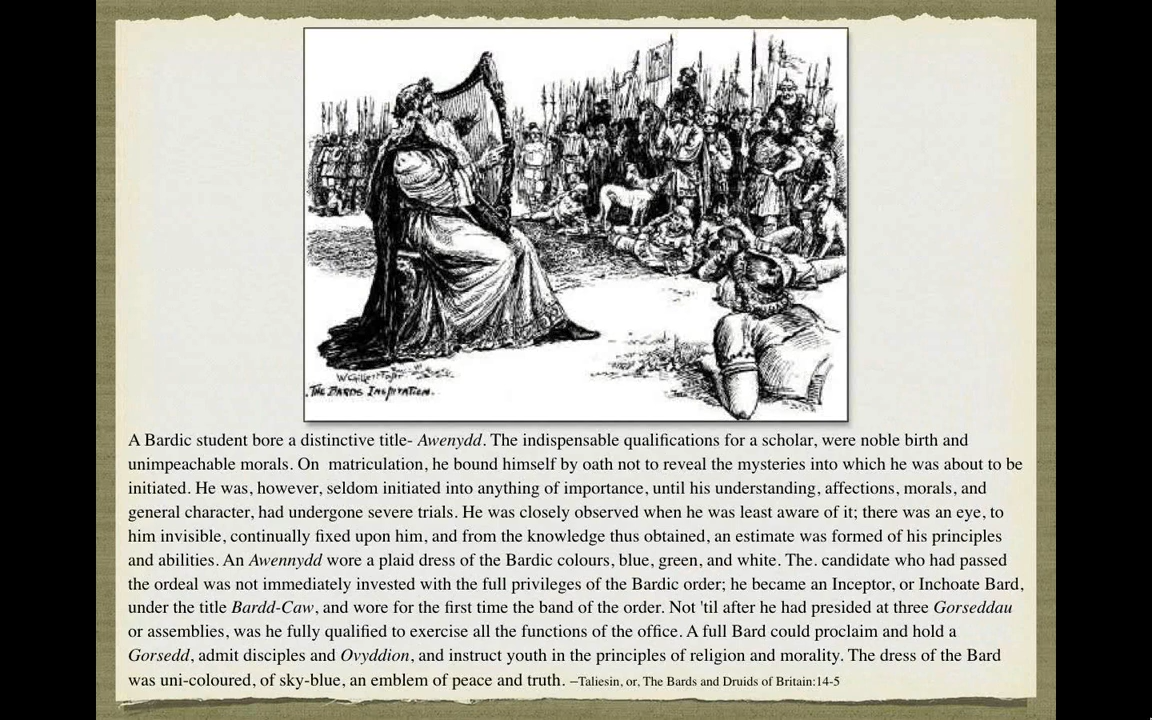 THE BARDS INSPIRATION.
A Bardic student bore a distinctive title- Awenydd. The indispensable qualifications for a scholar, were noble birth and
unimpeachable morals. On  matriculation, he bound himself by oath not to reveal the mysteries into which he was about to be
initiated. He was, however, seldom initiated into anything of importance, until his understanding, affections, morals, and
general character, had undergone severe trials. He was closely observed when he was least aware of it; there was an eye, to
him invisible, continually fixed upon him, and from the knowledge thus obtained, an estimate was formed of his principles
and abilities. An Awennydd wore a plaid dress of the Bardic colours, blue, green, and white. The. candidate who had passed
the ordeal was not immediately invested with the full privileges of the Bardic order; he became an Inceptor, or Inchoate Bard,
under the title Bardd-Caw, and wore for the first time the band of the order. Not 'til after he had presided at three Gorseddau
or assemblies, was he fully qualified to exercise all the functions of the office. A full Bard could proclaim and hold a
Gorsedd, admit disciples and Ovyddion, and instruct youth in the principles of religion and morality. The dress of the Bard
was uni-coloured, of sky-blue, an emblem of peace and truth. –Taliesin, or, The Bards and Druids of Britain:14-5